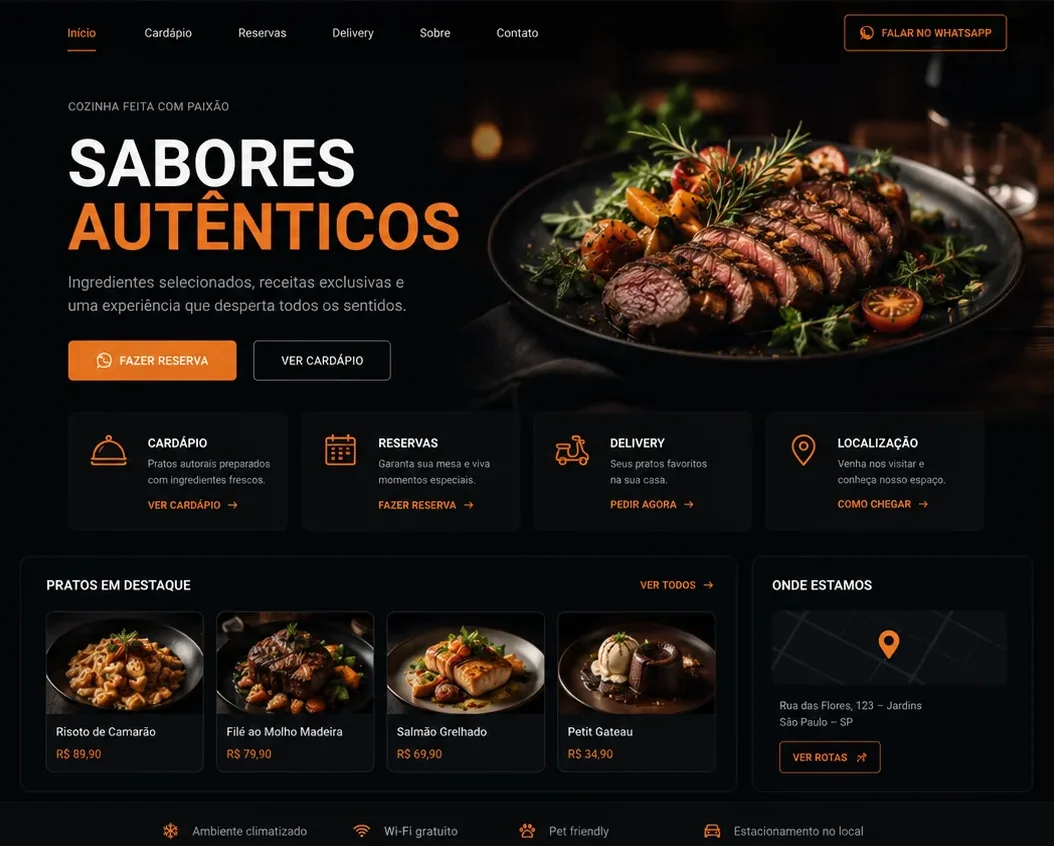 Início
Cardápio
Reservas
Delivery
Sobre
Contato
FALAR NO WHATSAPP
COZINHA FEITA COM PAIXÃO
SABORES
AUTÊNTICOS
Ingredientes selecionados, receitas exclusivas e
uma experiência que desperta todos os sentidos.
FAZER RESERVA
VER CARDÁPIO
CARDÁPIO
Pratos autorais preparados
com ingredientes frescos.
VER CARDÁPIO →
RESERVAS
Garanta sua mesa e viva
momentos especiais.
FAZER RESERVA →
DELIVERY
Seus pratos favoritos
na sua casa.
PEDIR AGORA →
LOCALIZAÇÃO
Venha nos visitar e
conheça nosso espaço.
COMO CHEGAR →
PRATOS EM DESTAQUE
VER TODOS →
Risoto de Camarão
R$ 89,90
Filé ao Molho Madeira
R$ 79,90
Salmão Grelhado
R$ 69,90
Petit Gateau
R$ 34,90
ONDE ESTAMOS
Rua das Flores, 123 – Jardins
São Paulo – SP
VER ROTAS
Ambiente climatizado
Wi-Fi gratuito
Pet friendly
Estacionamento no local